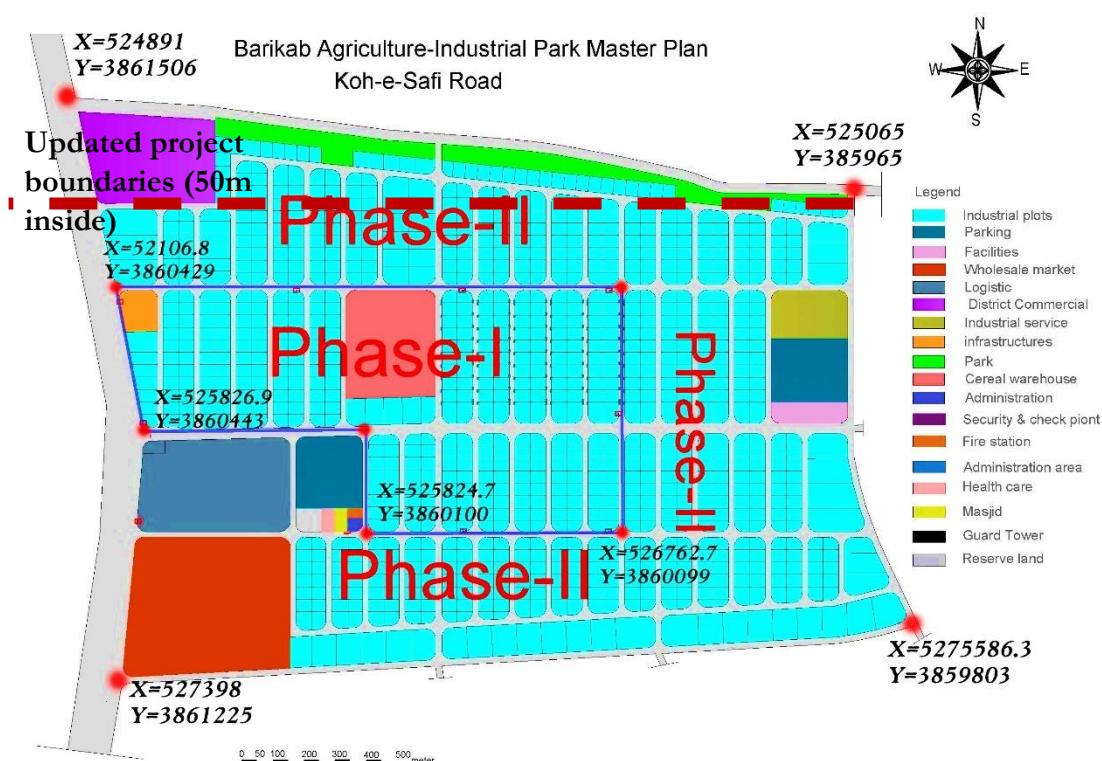 Barikab Agriculture-Industrial Park Master Plan
Koh-e-Safi Road
X=524891
Y=3861506
N
W
E
S
X=525065
Y=385965
Updated project
boundaries (50m
inside)
Phase-II
X=52106.8
Y=3860429
Phase-I
Phase-II
X=525826.9
Y=3860443
X=525824.7
Y=3860100
X=526762.7
Y=3860099
Phase-II
X=527398
Y=3861225
X=5275586.3
Y=3859803
Legend
Industrial plots
Parking
Facilities
Wholesale market
Logistic
District Commercial
Industrial service
infrastructures
Park
Cereal warehouse
Administration
Security & check piont
Fire station
Administration area
Health care
Masjid
Guard Tower
Reserve land
0 50 100 200 300 400 500
meter